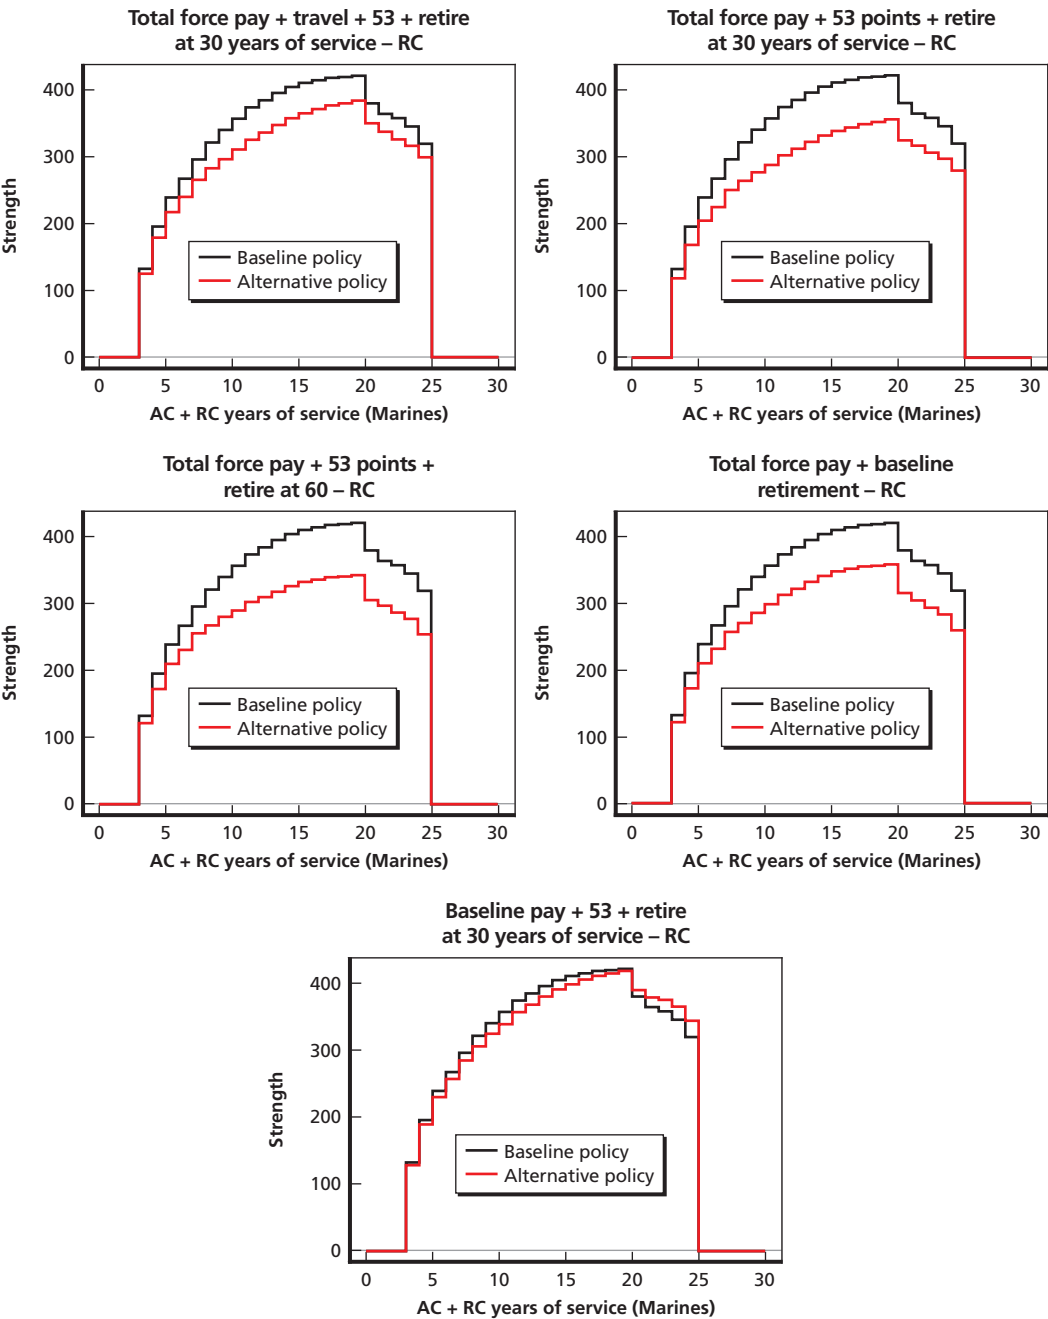 Total force pay + travel + 53 + retire
at 30 years of service – RC
Strength
400
300
200
100
0
Baseline policy
Alternative policy
0 5 10 15 20 25 30
AC + RC years of service (Marines)
Total force pay + 53 points + retire
at 30 years of service – RC
Strength
400
300
200
100
0
Baseline policy
Alternative policy
0 5 10 15 20 25 30
AC + RC years of service (Marines)
Total force pay + 53 points +
retire at 60 – RC
Strength
400
300
200
100
0
Baseline policy
Alternative policy
0 5 10 15 20 25 30
AC + RC years of service (Marines)
Total force pay + baseline
retirement – RC
Strength
400
300
200
100
0
Baseline policy
Alternative policy
0 5 10 15 20 25 30
AC + RC years of service (Marines)
Baseline pay + 53 + retire
at 30 years of service – RC
Strength
400
300
200
100
0
Baseline policy
Alternative policy
0 5 10 15 20 25 30
AC + RC years of service (Marines)